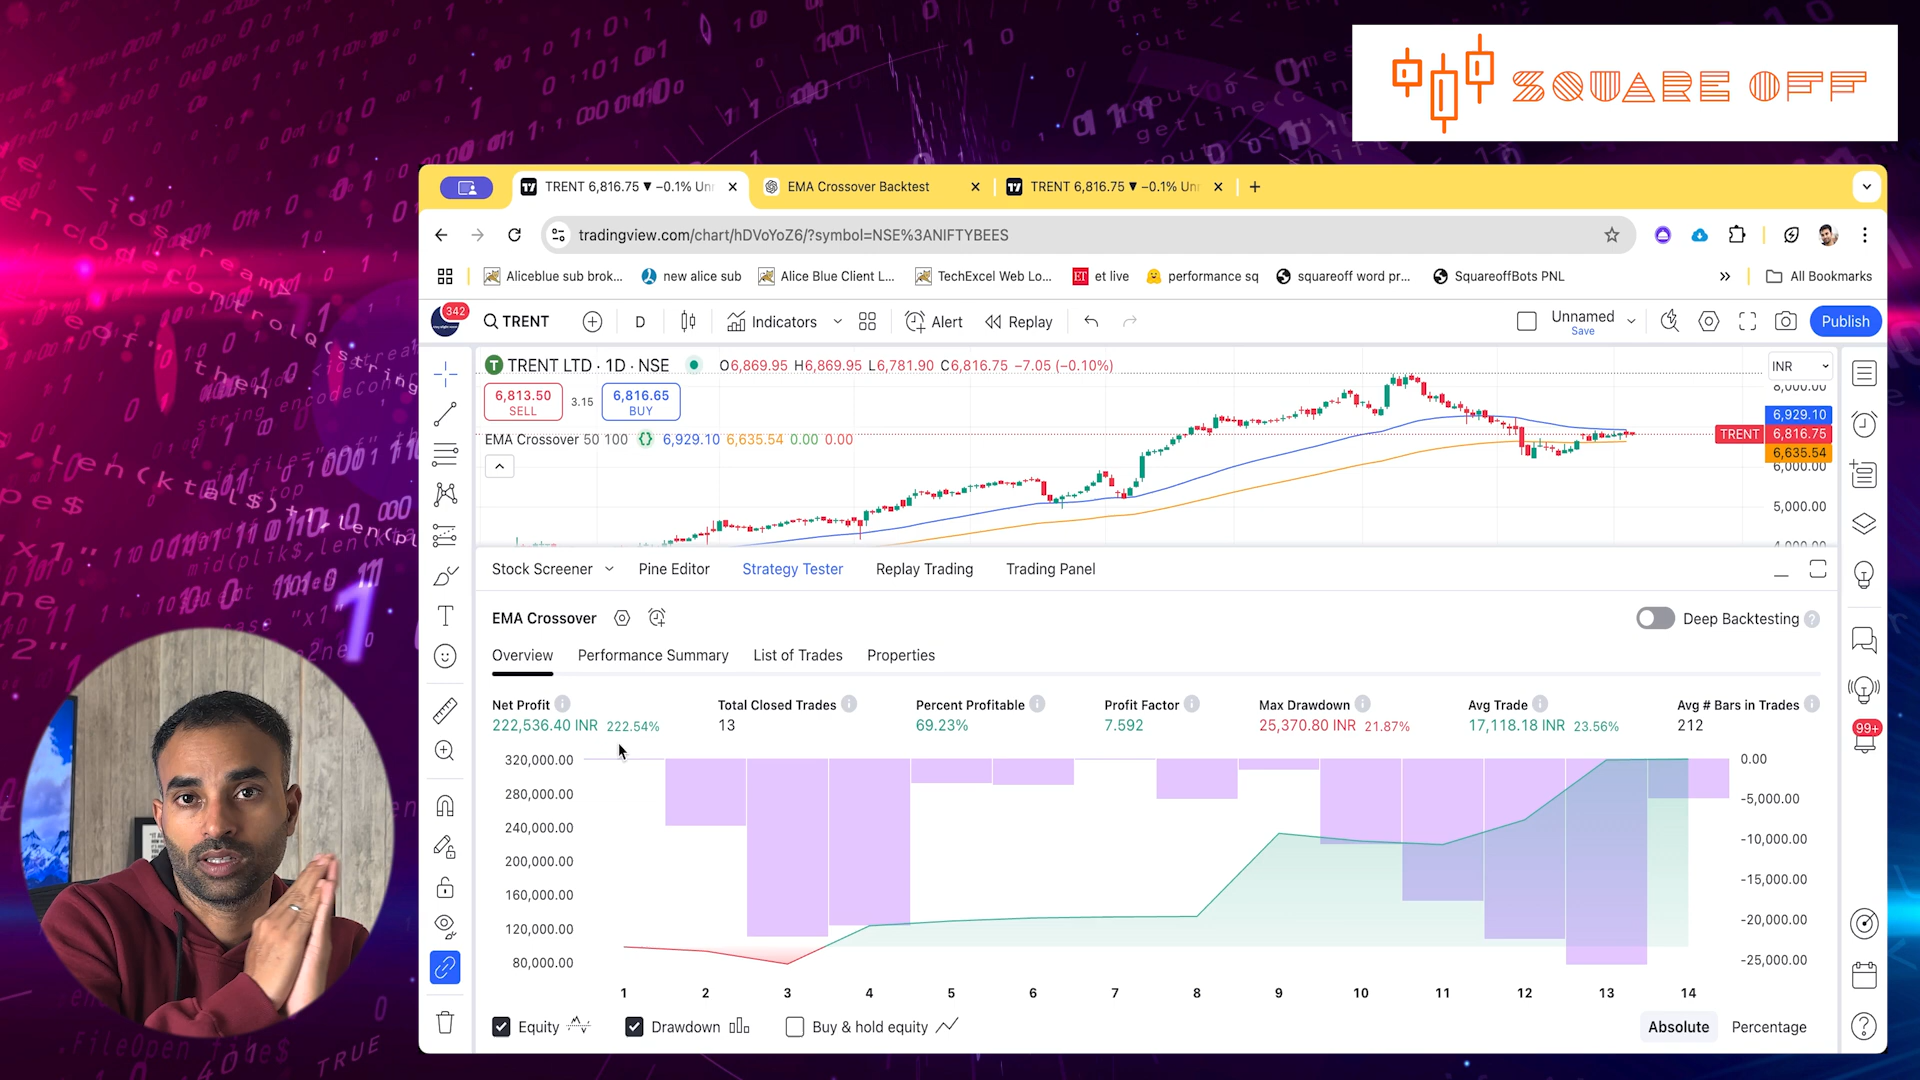 SQUARE OFF
TRENT 6,816.75 ▼ −0.1% Un
EMA Crossover Backtest
TRENT 6,816.75 ▼ −0.1% Un
tradingview.com/chart/hDVoYoZ6/?symbol=NSE%3ANIFTYBEES
Aliceblue sub brok...
new alice sub
Alice Blue Client L...
TechExcel Web Lo...
ET
et live
performance sq
squareoff word pr...
SquareoffBots PNL
All Bookmarks
342
TRENT
D
Indicators
Alert
Replay
Unnamed
Save
Publish
T
TRENT LTD · 1D · NSE
O6,869.95 H6,869.95 L6,781.90 C6,816.75 −7.05 (−0.10%)
INR
6,813.50
SELL
3.15
6,816.65
BUY
EMA Crossover 50 100 6,929.10 6,635.54 0.00 0.00
8,000.00
6,929.10
TRENT 6,816.75
6,635.54
6,000.00
5,000.00
4,000.00
Stock Screener
Pine Editor
Strategy Tester
Replay Trading
Trading Panel
EMA Crossover
Deep Backtesting
Overview
Performance Summary
List of Trades
Properties
Net Profit
222,536.40 INR 222.54%
Total Closed Trades
13
Percent Profitable
69.23%
Profit Factor
7.592
Max Drawdown
25,370.80 INR 21.87%
Avg Trade
17,118.18 INR 23.56%
Avg # Bars in Trades
212
99+
320,000.00
280,000.00
240,000.00
200,000.00
160,000.00
120,000.00
80,000.00
0.00
-5,000.00
-10,000.00
-15,000.00
-20,000.00
-25,000.00
1 2 3 4 5 6 7 8 9 10 11 12 13 14
Equity
Drawdown
Buy & hold equity
Absolute
Percentage